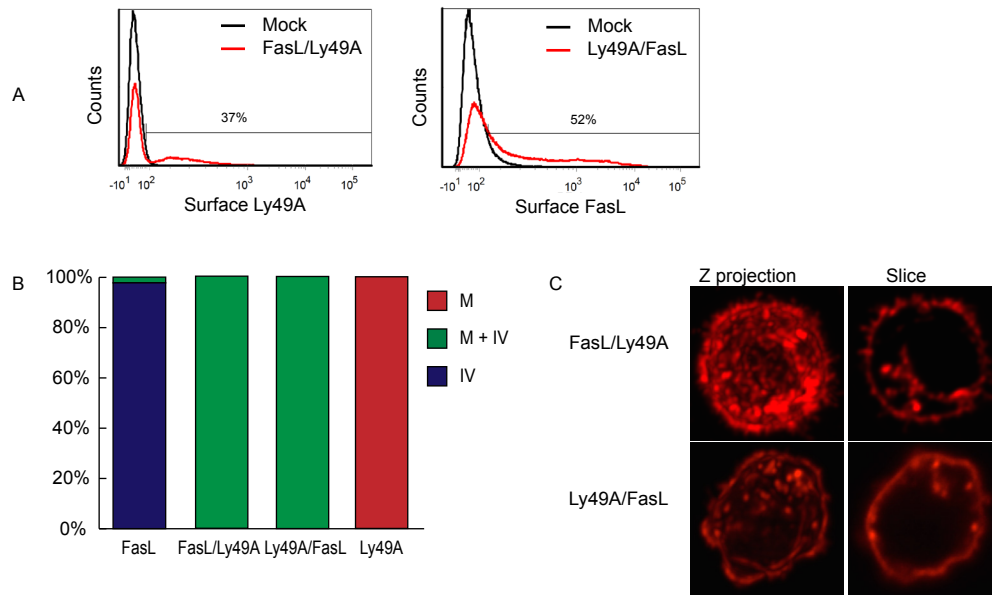 A
Counts
Mock
FasL/Ly49A
37%
-10¹ 10² 10³ 10⁴ 10⁵
Surface Ly49A
Counts
Mock
Ly49A/FasL
52%
-10¹ 10² 10³ 10⁴ 10⁵
Surface FasL
B
100%
80%
60%
40%
20%
0%
FasL FasL/Ly49A Ly49A/FasL Ly49A
M
M + IV
IV
C
Z projection Slice
FasL/Ly49A
Ly49A/FasL